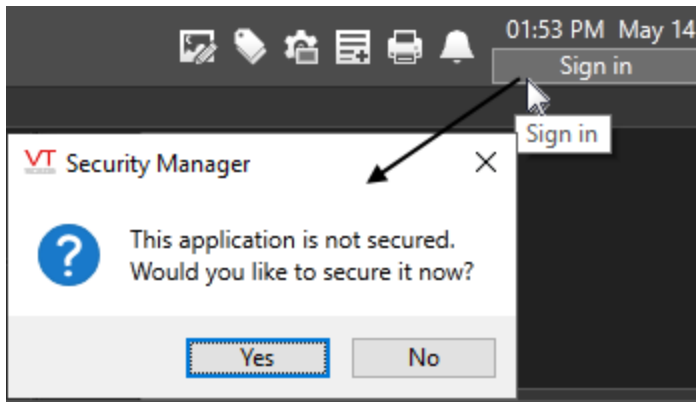 01:53 PM May 14
Sign in
Sign in
VT Security Manager
This application is not secured.
Would you like to secure it now?
Yes
No